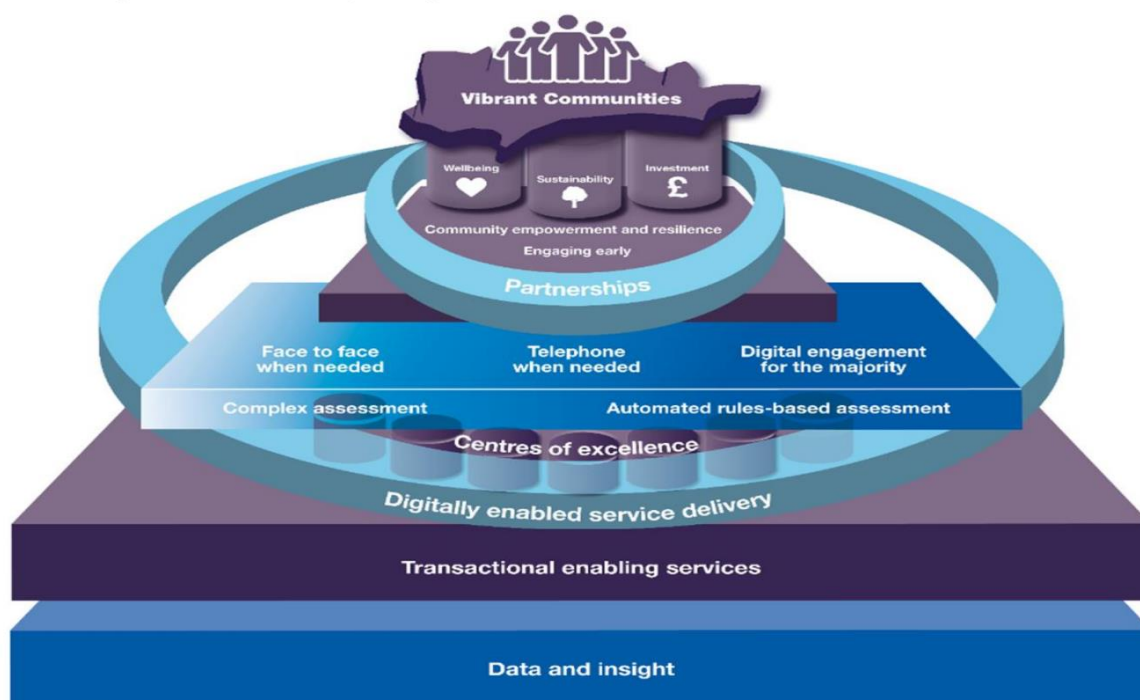 Vibrant Communities
Wellbeing
Sustainability
Investment
£
Community empowerment and resilience
Engaging early
Partnerships
Face to face
when needed
Telephone
when needed
Digital engagement
for the majority
Complex assessment
Automated rules-based assessment
Centres of excellence
Digitally enabled service delivery
Transactional enabling services
Data and insight